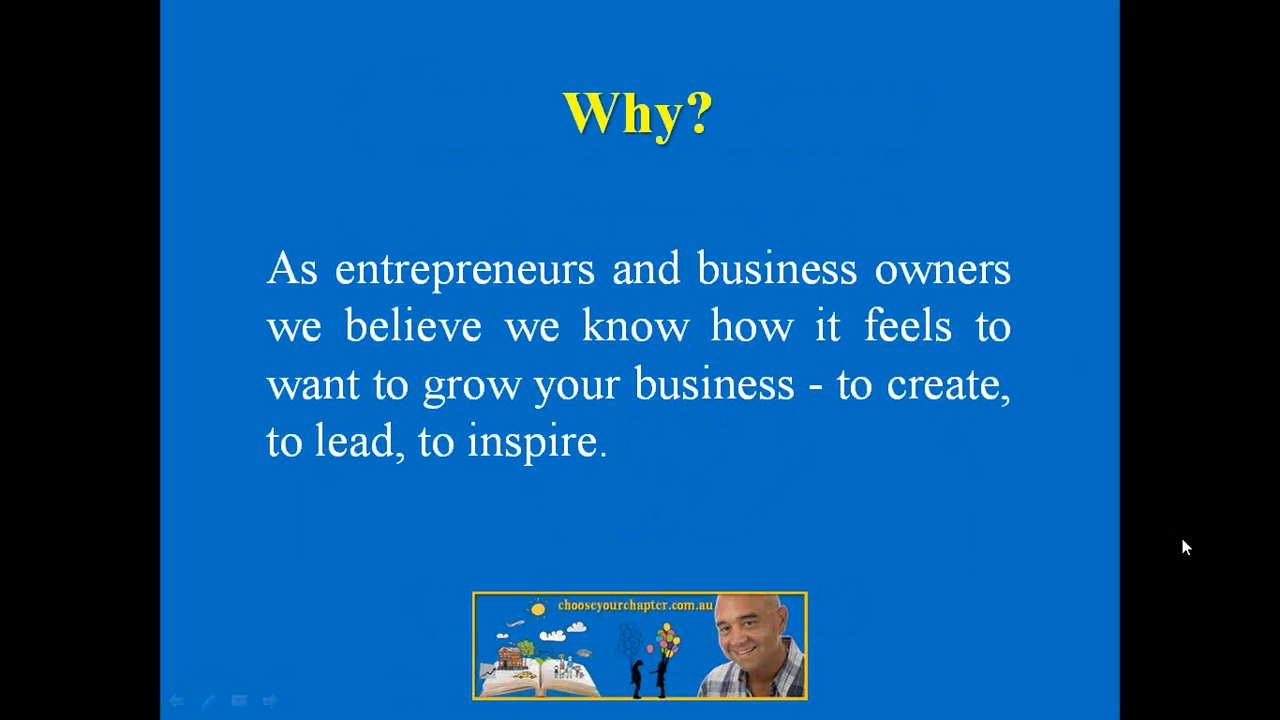 Why?
As entrepreneurs and business owners
we believe we know how it feels to
want to grow your business - to create,
to lead, to inspire.
chooseyourchapter.com.au